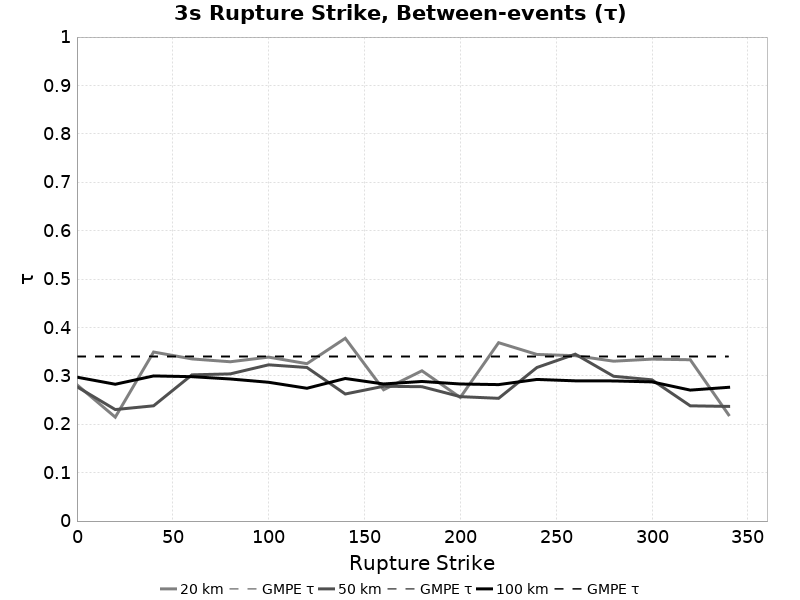 3s Rupture Strike, Between-events (τ)
1
0.9
0.8
0.7
0.6
0.5
0.4
0.3
0.2
0.1
0
τ
0 50 100 150 200 250 300 350
Rupture Strike
20 km GMPE τ 50 km GMPE τ 100 km GMPE τ